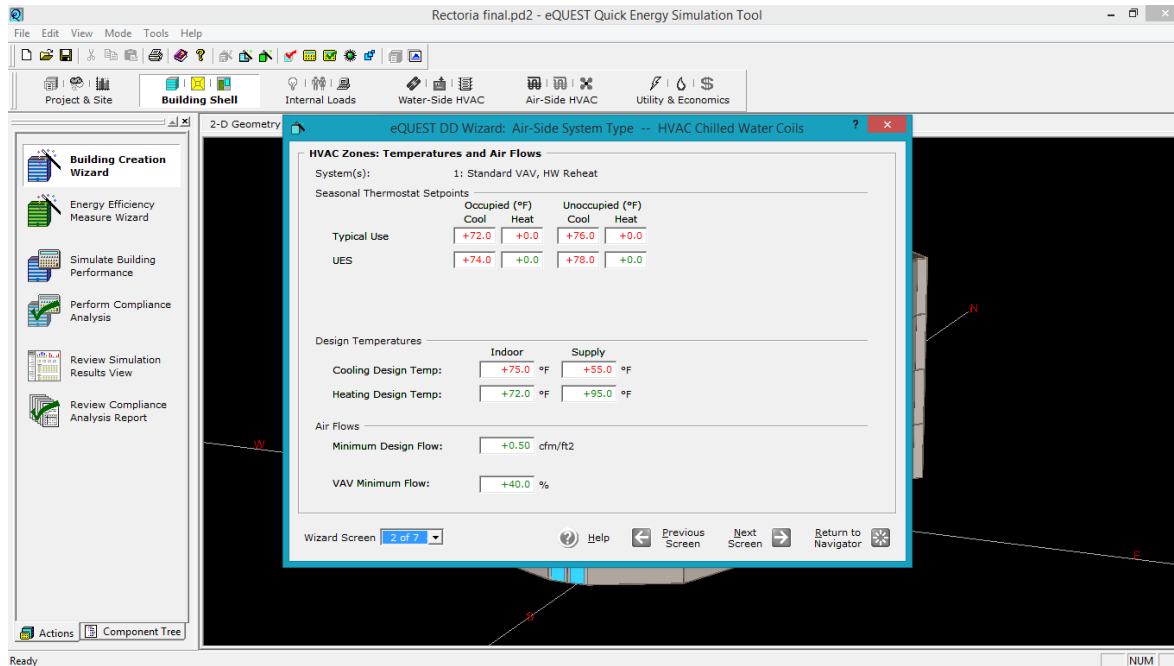 Rectoria final.pd2 - eQUEST Quick Energy Simulation Tool
File Edit View Mode Tools Help
Project & Site Building Shell Internal Loads Water-Side HVAC Air-Side HVAC Utility & Economics
2-D Geometry
eQUEST DD Wizard: Air-Side System Type -- HVAC Chilled Water Coils ?
Building Creation
Wizard
Energy Efficiency
Measure Wizard
Simulate Building
Performance
Perform Compliance
Analysis
Review Simulation
Results View
Review Compliance
Analysis Report
Actions Component Tree
HVAC Zones: Temperatures and Air Flows
System(s): 1: Standard VAV, HW Reheat
Seasonal Thermostat Setpoints
Occupied (°F) Unoccupied (°F)
Cool Heat Cool Heat
Typical Use +72.0 +0.0 +76.0 +0.0
UES +74.0 +0.0 +78.0 +0.0
Design Temperatures
Indoor Supply
Cooling Design Temp: +75.0 °F +55.0 °F
Heating Design Temp: +72.0 °F +95.0 °F
Air Flows
Minimum Design Flow: +0.50 cfm/ft2
VAV Minimum Flow: +40.0 %
Wizard Screen 2 of 7 Help Previous Screen Next Screen Return to Navigator
N
W
E
S
Ready NUM